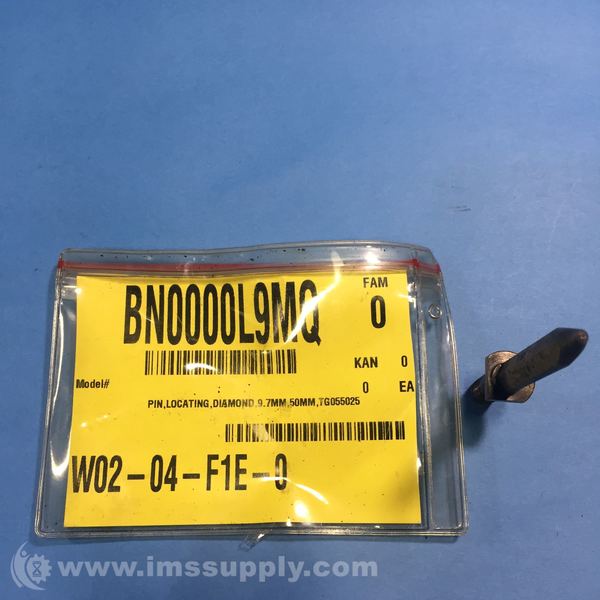 BN0000L9MQ
FAM
0
KAN 0
Model#
0 EA
PIN,LOCATING,DIAMOND,9.7MM,50MM,TG055025
W02-04-F1E-0
www.imssupply.com